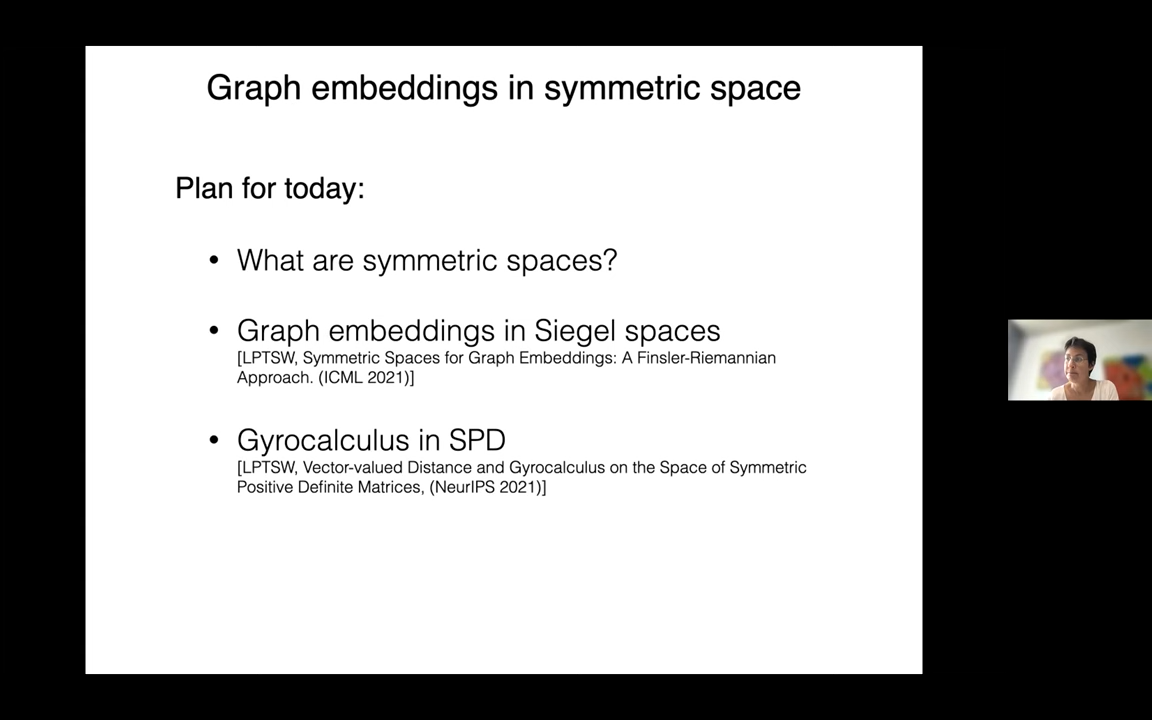 Graph embeddings in symmetric space
Plan for today:
• What are symmetric spaces?
• Graph embeddings in Siegel spaces
[LPTSW, Symmetric Spaces for Graph Embeddings: A Finsler-Riemannian
Approach. (ICML 2021)]
• Gyrocalculus in SPD
[LPTSW, Vector-valued Distance and Gyrocalculus on the Space of Symmetric
Positive Definite Matrices, (NeurIPS 2021)]